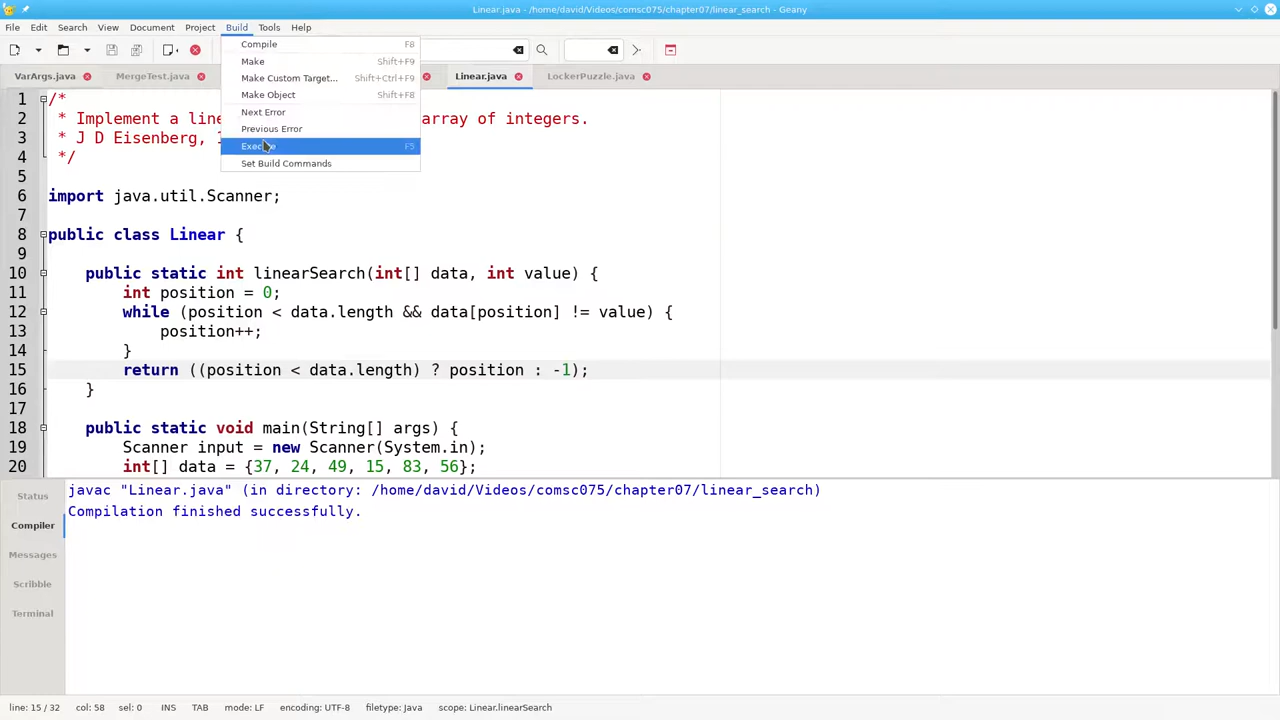 Linear.java - /home/david/Videos/comsc075/chapter07/linear_search - Geany
File Edit Search View Document Project Build Tools Help
Compile F8
Make Shift+F9
Make Custom Target... Shift+Ctrl+F9
Make Object Shift+F8
Next Error
Previous Error
F5
Set Build Commands
VarArgs.java MergeTest.java Linear.java LockerPuzzle.java
1 /*
2 * Implement a array of integers.
3 * J D Eisenberg,
4 */
5
6 import java.util.Scanner;
7
8 public class Linear {
9
10 public static int linearSearch(int[] data, int value) {
11 int position = 0;
12 while (position < data.length && data[position] != value) {
13 position++;
14 }
15 return ((position < data.length) ? position : -1);
16 }
17
18 public static void main(String[] args) {
19 Scanner input = new Scanner(System.in);
20 int[] data = {37, 24, 49, 15, 83, 56};
Status
Compiler
Messages
Scribble
Terminal
javac "Linear.java" (in directory: /home/david/Videos/comsc075/chapter07/linear_search)
Compilation finished successfully.
line: 15 / 32 col: 58 sel: 0 INS TAB mode: LF encoding: UTF-8 filetype: Java scope: Linear.linearSearch